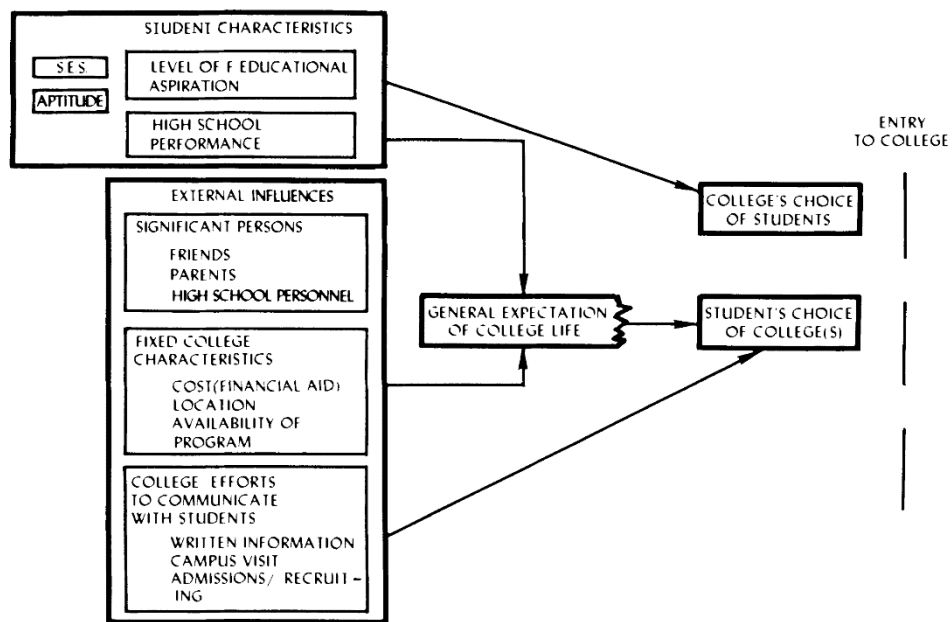 STUDENT CHARACTERISTICS
S E S.
APTITUDE
LEVEL OF F EDUCATIONAL
ASPIRATION
HIGH SCHOOL
PERFORMANCE
EXTERNAL INFLUENCES
SIGNIFICANT PERSONS
FRIENDS
PARENTS
HIGH SCHOOL PERSONNEL
FIXED COLLEGE
CHARACTERISTICS
COST(FINANCIAL AID)
LOCATION
AVAILABILITY OF
PROGRAM
COLLEGE EFFORTS
TO COMMUNICATE
WITH STUDENTS
WRITTEN INFORMATION
CAMPUS VISIT
ADMISSIONS/ RECRUIT-
ING
GENERAL EXPECTATION
OF COLLEGE LIFE
COLLEGE'S CHOICE
OF STUDENTS
STUDENT'S CHOICE
OF COLLEGE(S)
ENTRY
TO COLLEGE